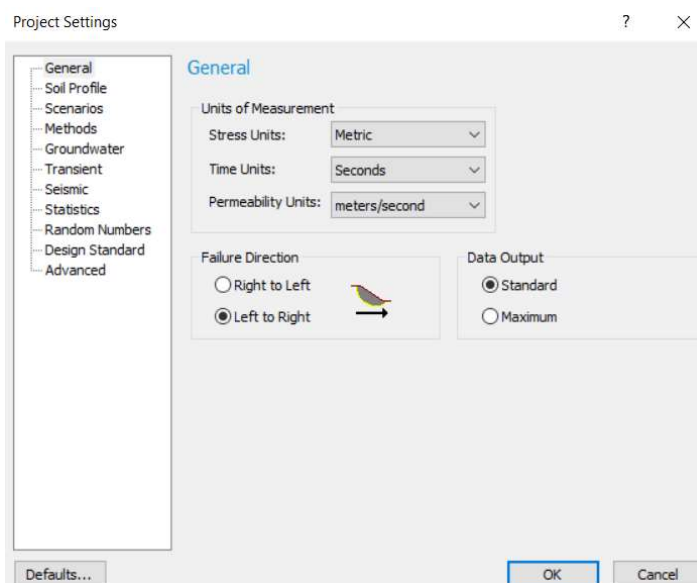 Project Settings
?
General
Soil Profile
Scenarios
Methods
Groundwater
Transient
Seismic
Statistics
Random Numbers
Design Standard
Advanced
General
Units of Measurement
Stress Units: Metric
Time Units: Seconds
Permeability Units: meters/second
Failure Direction
Right to Left
Left to Right
Data Output
Standard
Maximum
Defaults...
OK
Cancel